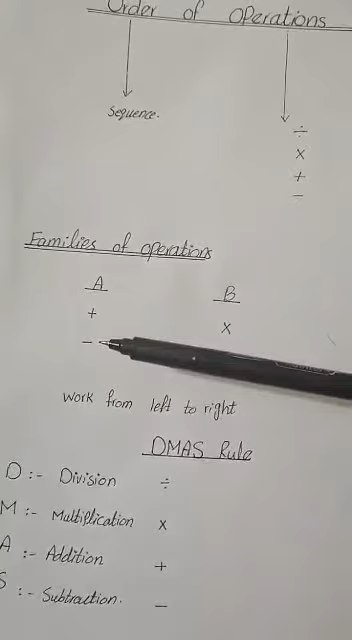 Order of operations
Sequence.
÷
×
+
−
Families of operations
A B
+ ×
−
work from left to right
DMAS Rule
D :- Division ÷
M :- Multiplication ×
A :- Addition +
S :- Subtraction. −